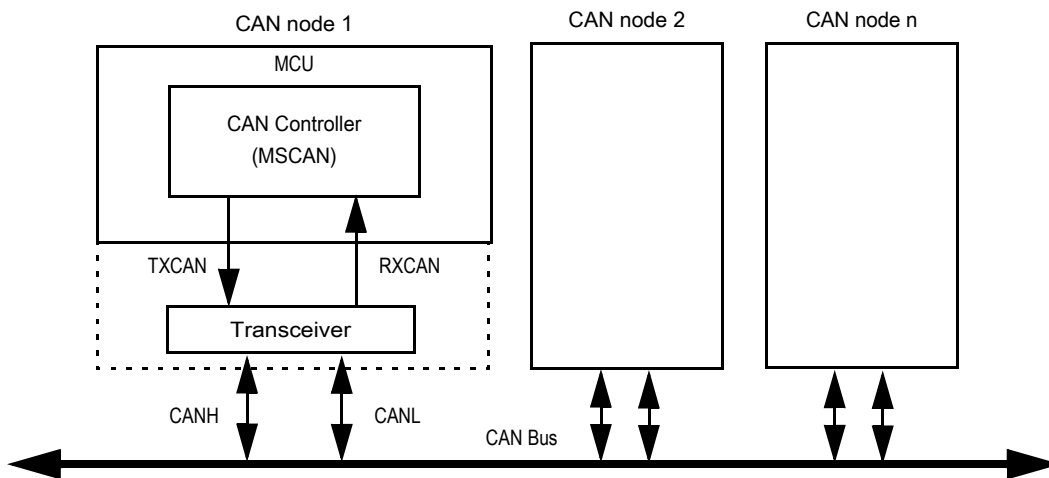 CAN node 1
CAN node 2
CAN node n
MCU
CAN Controller
(MSCAN)
TXCAN
RXCAN
Transceiver
CANH
CANL
CAN Bus